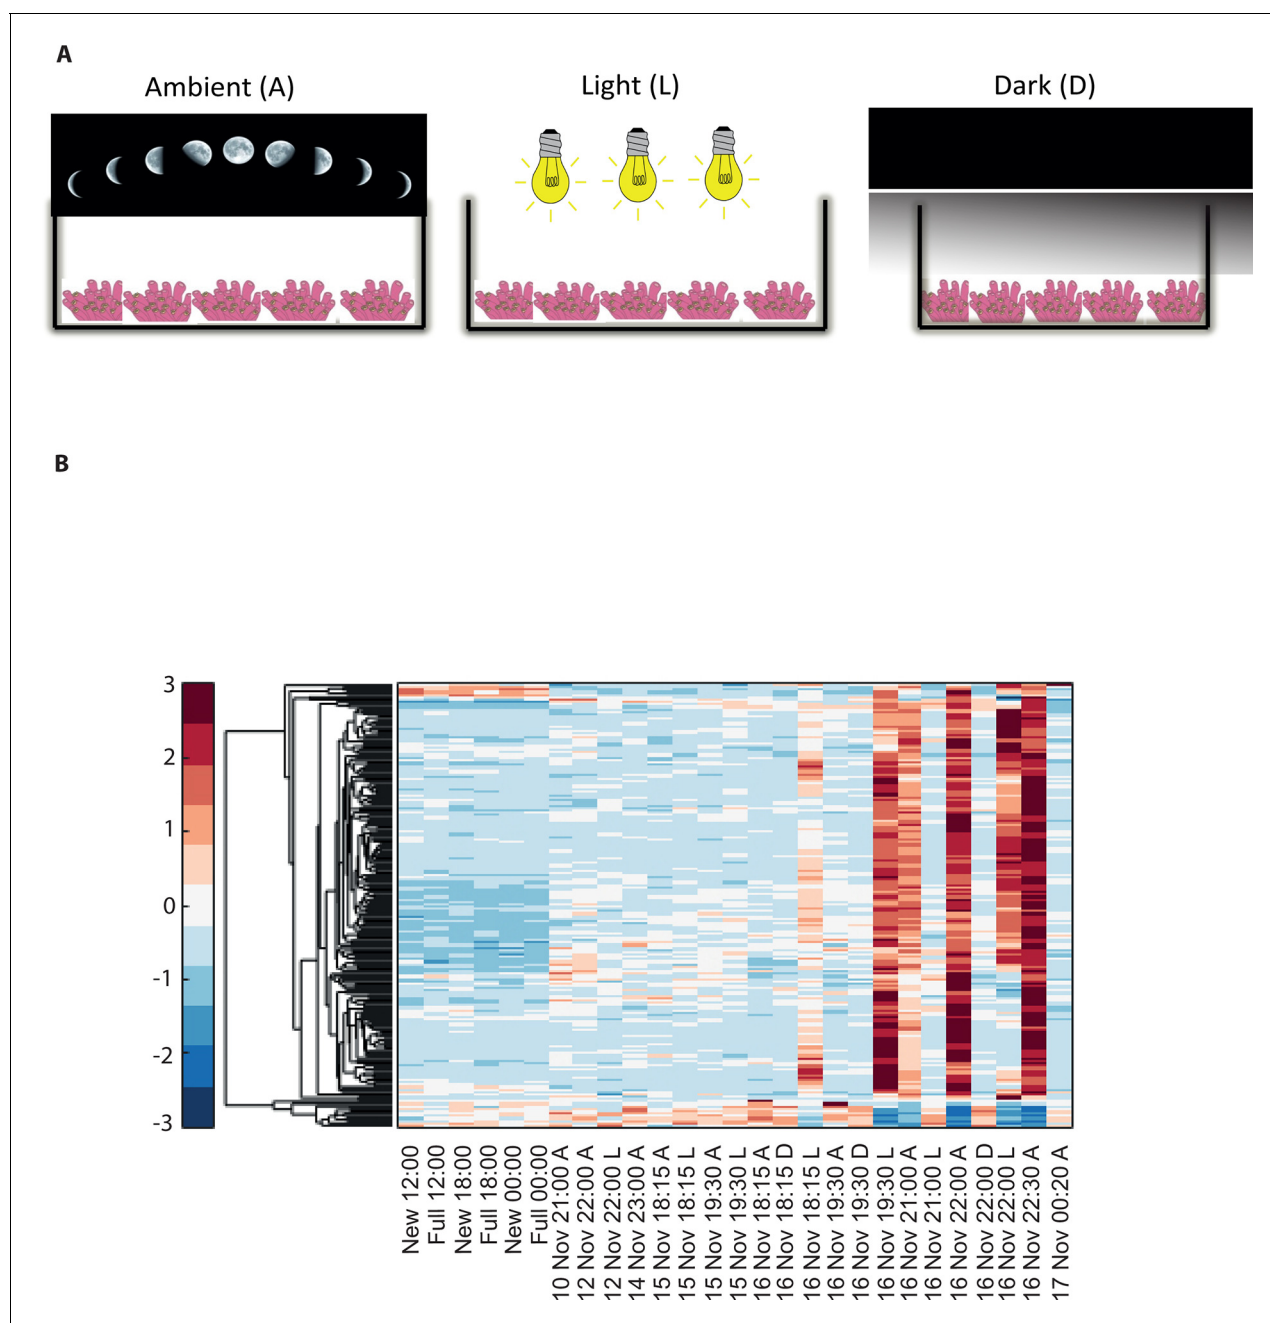 A
Ambient (A)
Light (L)
Dark (D)
B
3
2
1
0
-1
-2
-3
New 12:00
Full 12:00
New 18:00
Full 18:00
New 00:00
Full 00:00
10 Nov 21:00 A
12 Nov 22:00 A
12 Nov 22:00 L
14 Nov 23:00 A
15 Nov 18:15 A
15 Nov 18:15 L
15 Nov 19:30 A
15 Nov 19:30 L
16 Nov 18:15 A
16 Nov 18:15 D
16 Nov 18:15 L
16 Nov 19:30 A
16 Nov 19:30 D
16 Nov 19:30 L
16 Nov 21:00 A
16 Nov 21:00 L
16 Nov 22:00 A
16 Nov 22:00 D
16 Nov 22:00 L
16 Nov 22:30 A
17 Nov 00:20 A